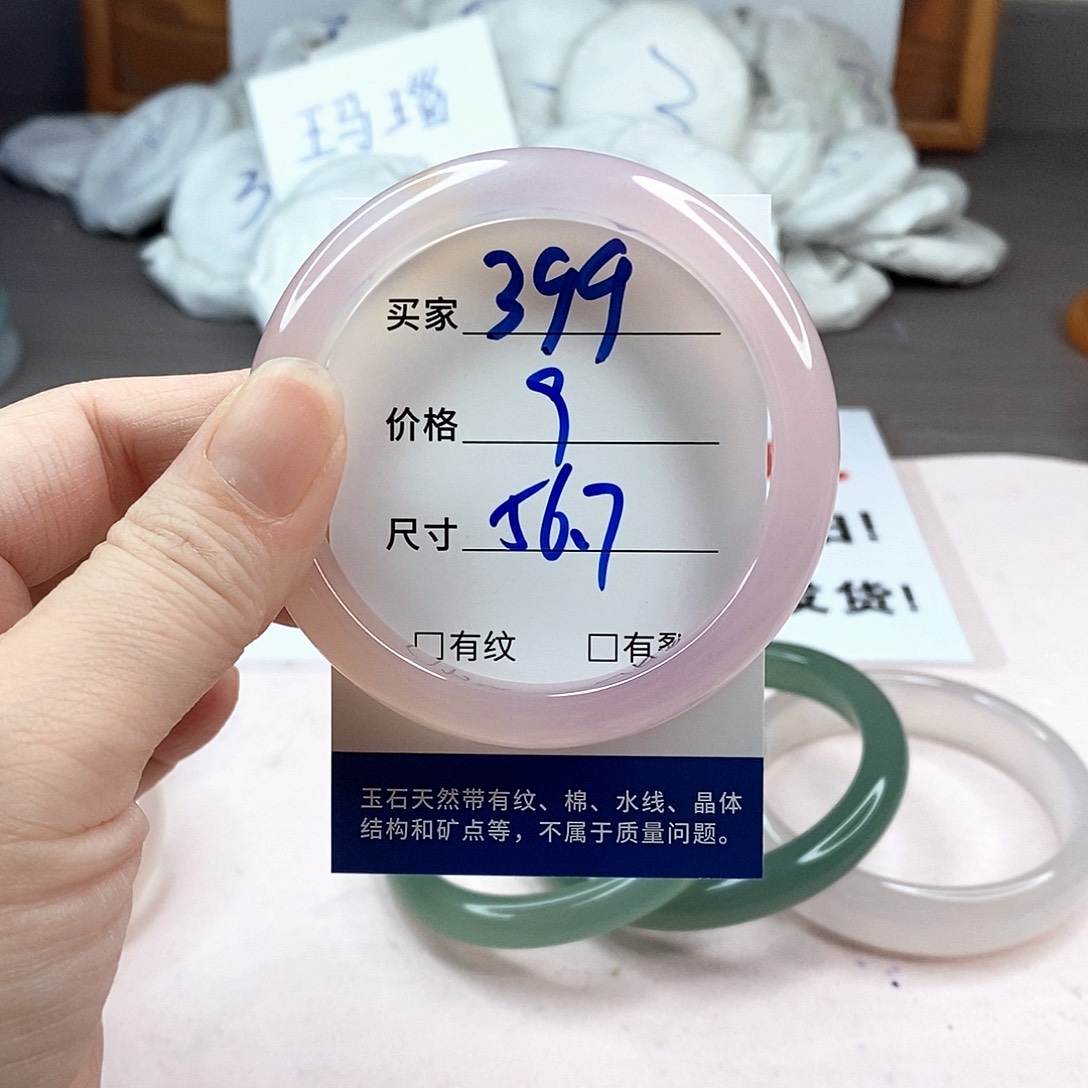 玛瑙
买家 399
价格 9
尺寸 56.7
□有纹 □有裂
玉石天然带有纹、棉、水线、晶体
结构和矿点等，不属于质量问题。
发货!